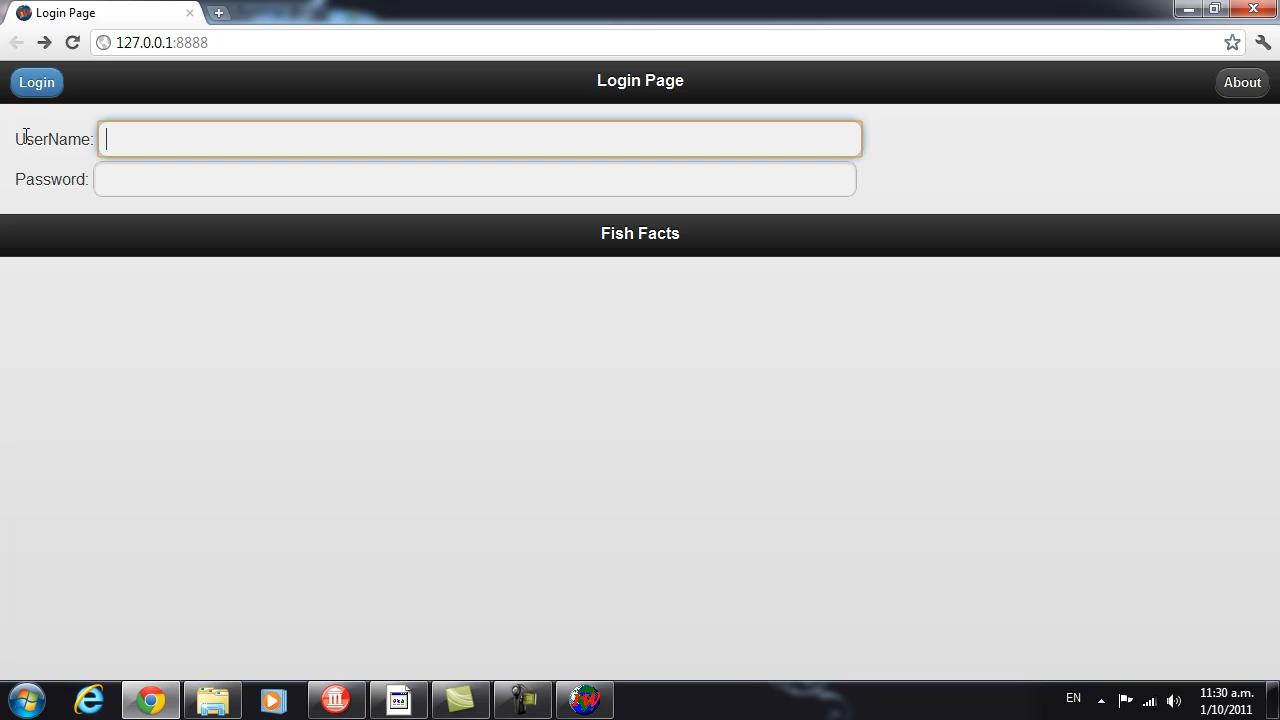 Login Page
127.0.0.1:8888
Login
Login Page
About
UserName:
Password:
Fish Facts
EN
11:30 a.m.
1/10/2011